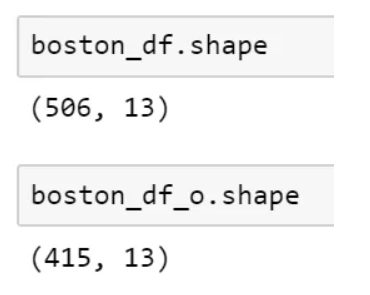 boston_df.shape
(506, 13)
boston_df_o.shape
(415, 13)